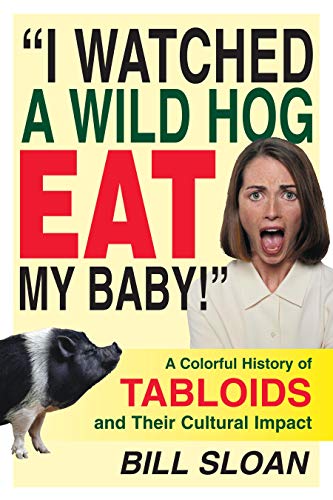 “I WATCHED
A WILD HOG
EAT
MY BABY!”
A Colorful History of
TABLOIDS
and Their Cultural Impact
BILL SLOAN